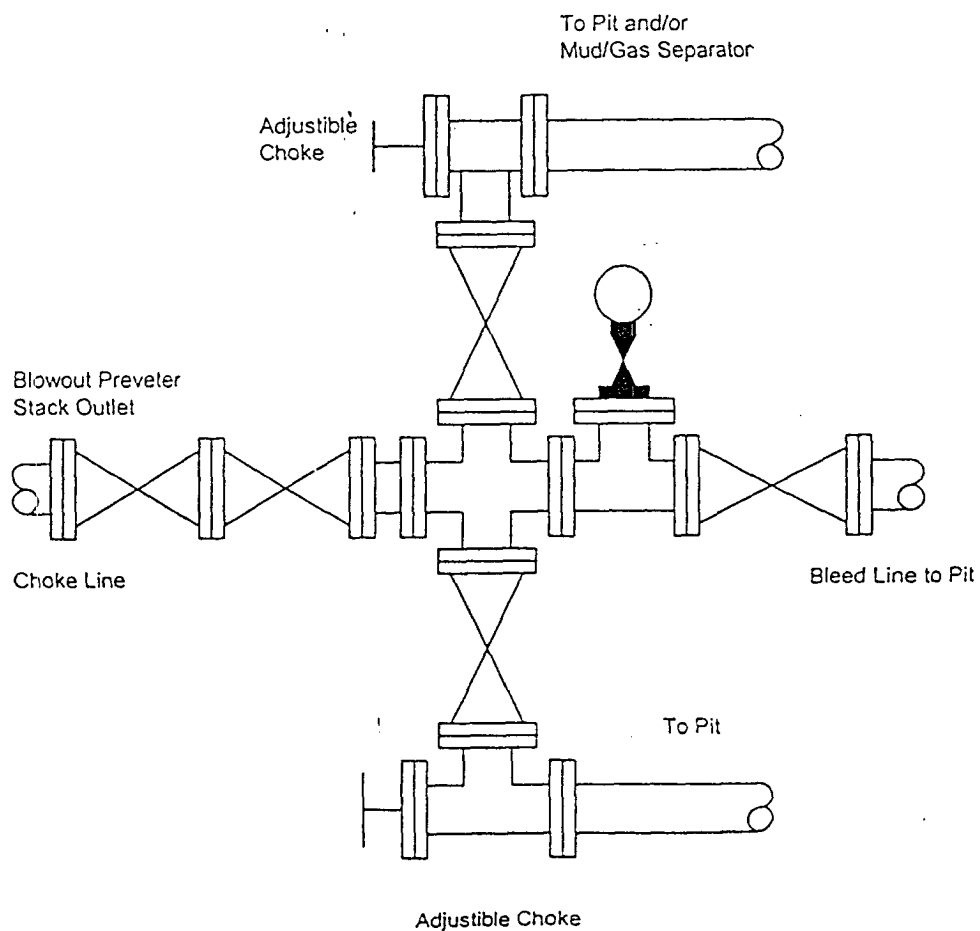 To Pit and/or
Mud/Gas Separator
Adjustible
Choke
Blowout Preveter
Stack Outlet
Choke Line
Bleed Line to Pit
To Pit
Adjustible Choke